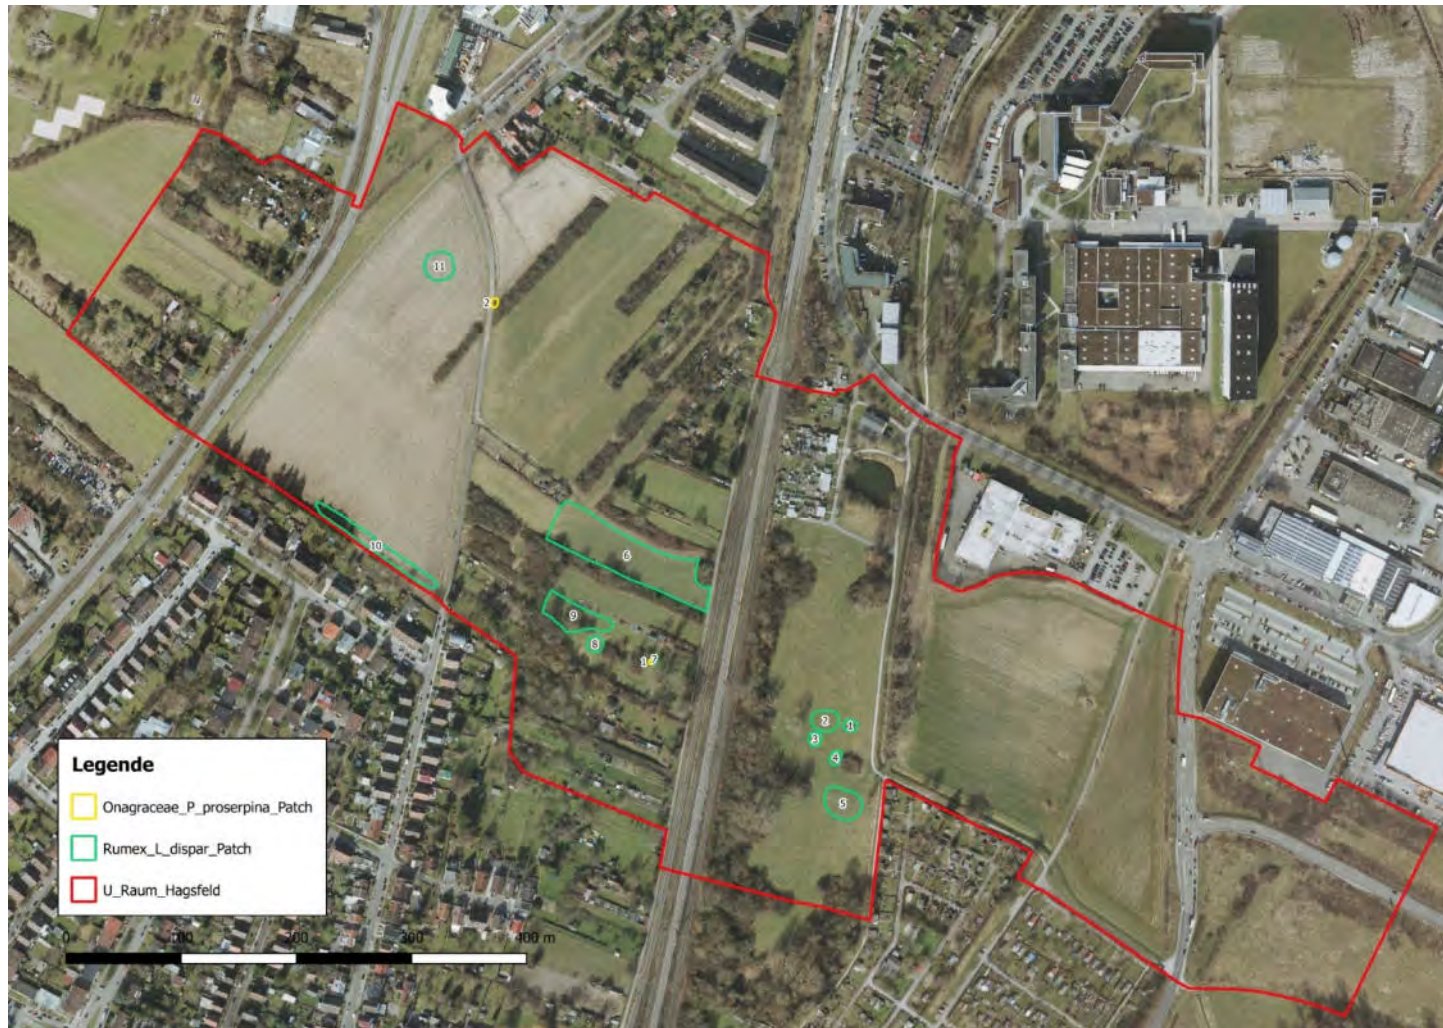 11
2
10
6
9
8
1 7
2 1
3
4
5
Legende
Onagraceae_P_proserpina_Patch
Rumex_L_dispar_Patch
U_Raum_Hagsfeld
0 100 200 300 400 m